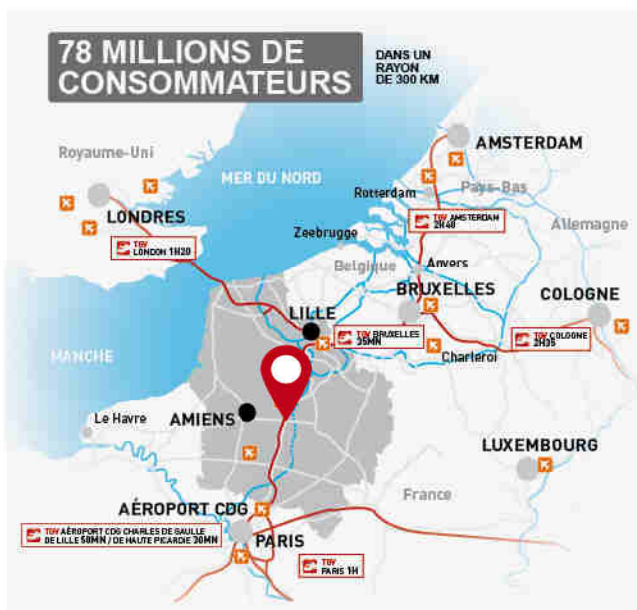 78 MILLIONS DE
CONSOMMATEURS
DANS UN
RAYON
DE 300 KM
AMSTERDAM
Royaume-Uni
MER DU NORD
Rotterdam
Pays-Bas
LONDRES
TGV AMSTERDAM
2H40
Allemagne
TGV
LONDON 1H20
Zeebrugge
Belgique
Anvers
BRUXELLES
COLOGNE
LILLE
TGV BRUXELLES
35MN
TGV COLOGNE
2H35
MANCHE
Charleroi
Le Havre
AMIENS
LUXEMBOURG
France
AÉROPORT CDG
TGV AÉROPORT CDG CHARLES DE GAULLE
DE LILLE 50MN / DE HAUTE PICARDIE 30MN
PARIS
TGV
PARIS 1H